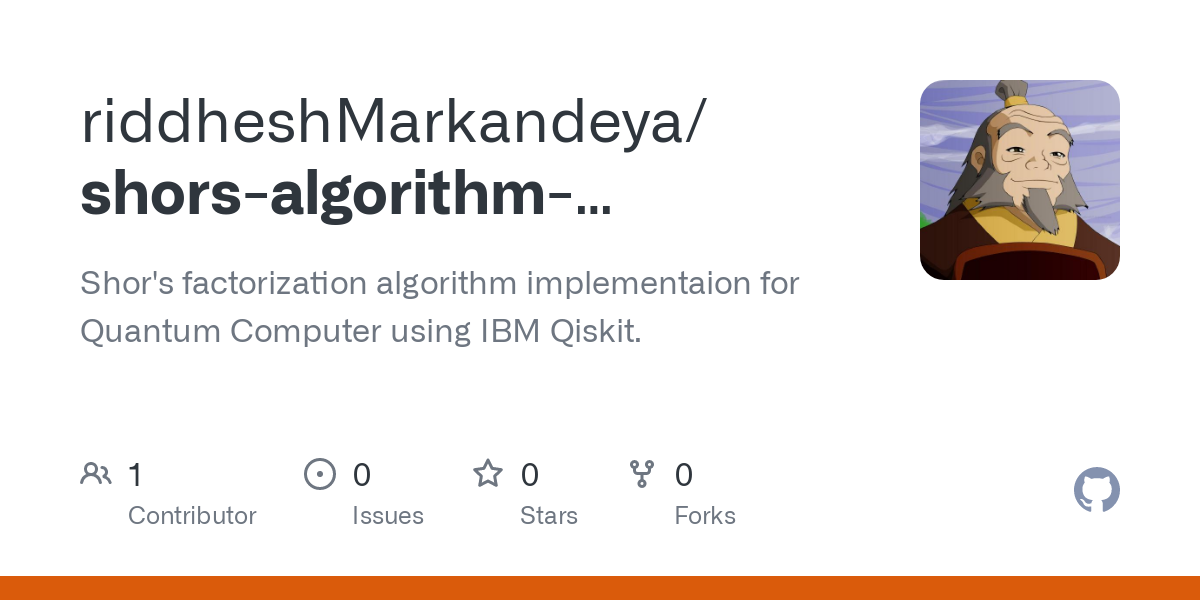 riddheshMarkandeya/
shors-algorithm-...
Shor's factorization algorithm implementaion for
Quantum Computer using IBM Qiskit.
1
Contributor
0
Issues
0
Stars
0
Forks